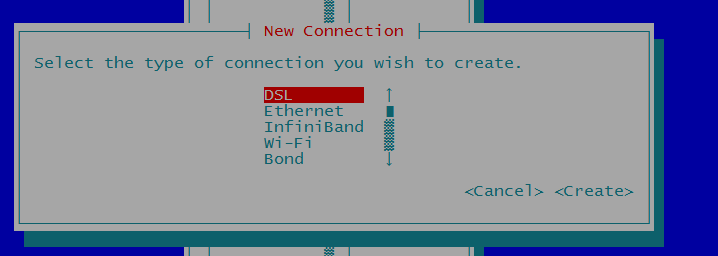 New Connection
Select the type of connection you wish to create.
DSL
Ethernet
InfiniBand
Wi-Fi
Bond
<Cancel> <Create>